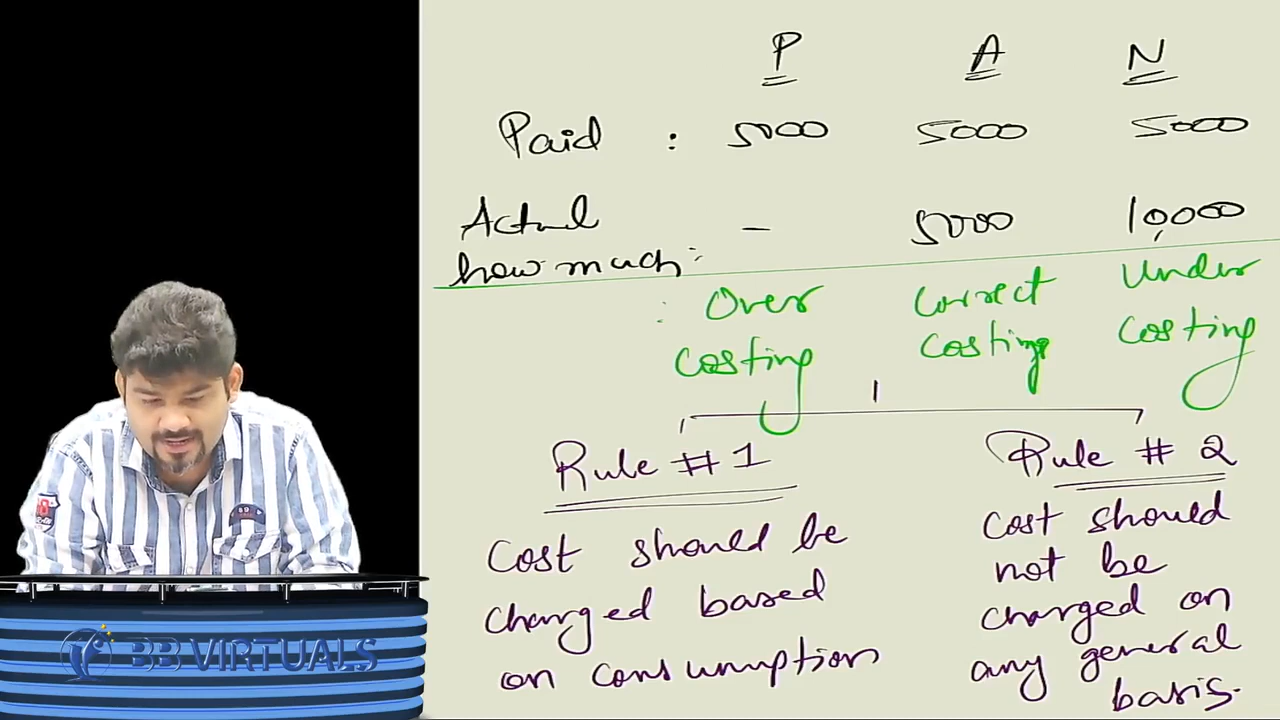 P A N
Paid : 5000 5000 5000
Actual
how much: - 5000 10,000
: Over Correct Under
Costing Costing Costing
Rule #1 Rule # 2
Cost should be
charged based
on consumption
Cost should
not be
charged on
any general
basis.
BB VIRTUALS